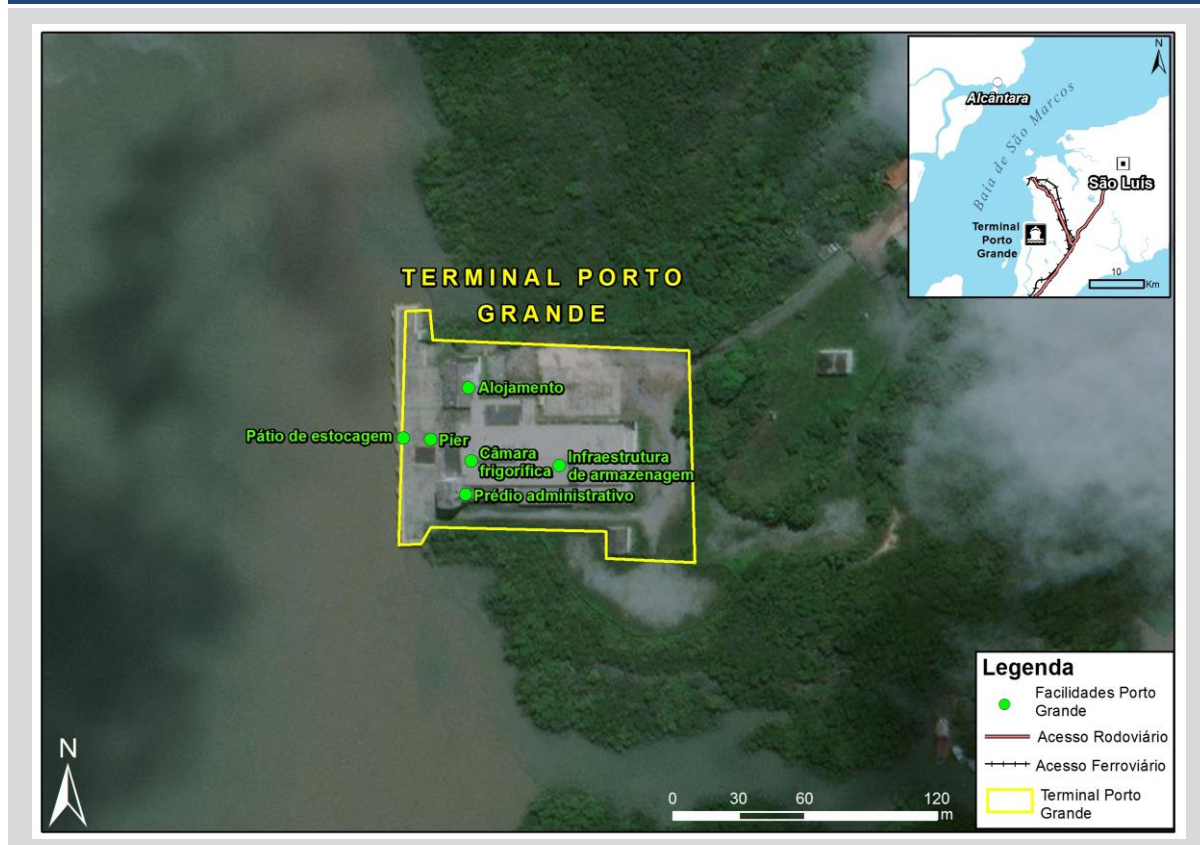 N
Alcântara
Baia de São Marcos
São Luís
Terminal
Porto
Grande
10
Km
TERMINAL PORTO
GRANDE
Alojamento
Pátio de estocagem
Píer
Câmara
frigorífica
Infraestrutura
de armazenagem
Prédio administrativo
Legenda
Facilidades Porto
Grande
Acesso Rodoviário
Acesso Ferroviário
Terminal Porto
Grande
N
0 30 60 120
m